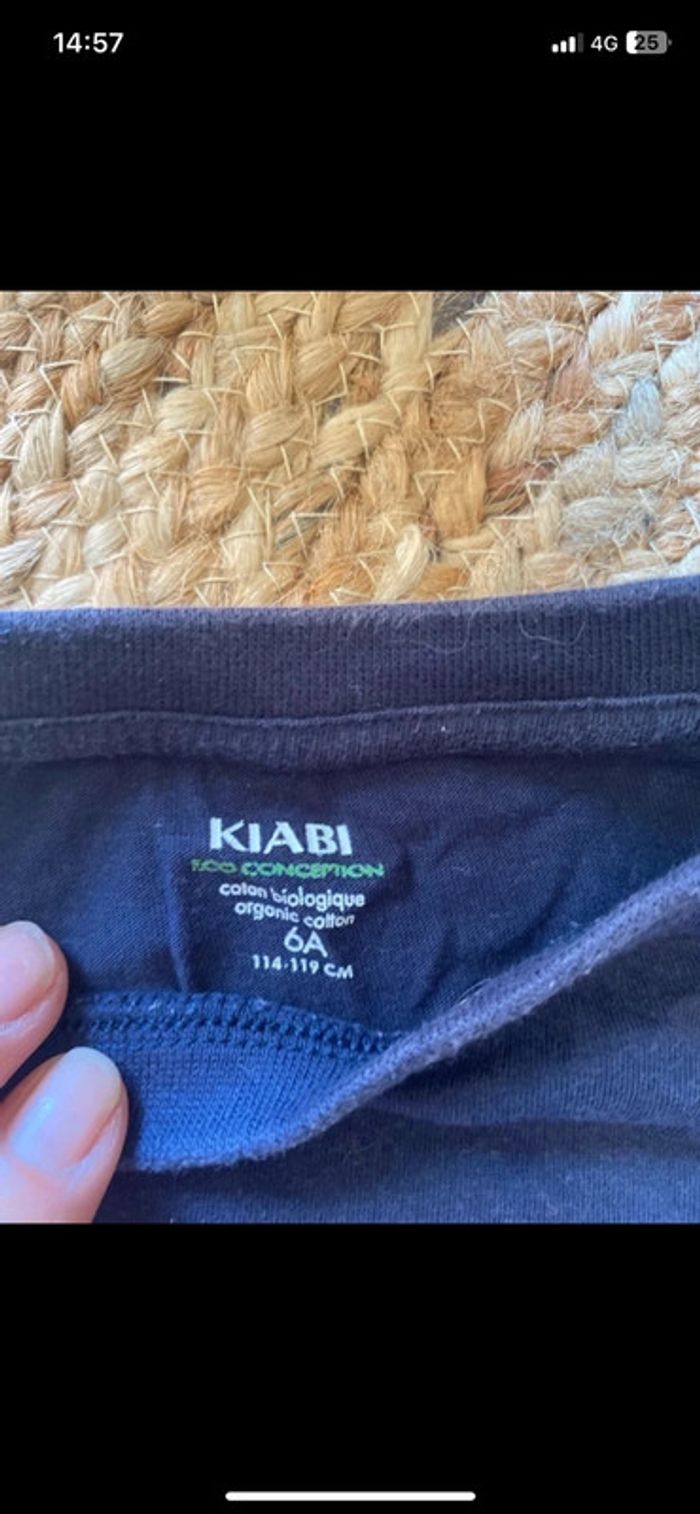 14:57
4G 25
KIABI
ECO CONCEPTION
coton biologique
organic cotton
6A
114-119 CM